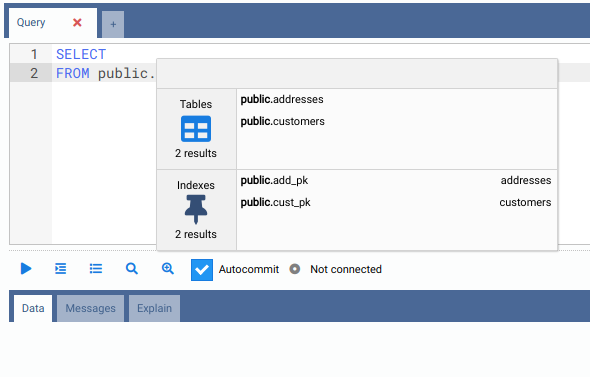 Query ✕ +
1 SELECT
2 FROM public.
Tables
2 results
public.addresses
public.customers
Indexes
2 results
public.add_pk addresses
public.cust_pk customers
Autocommit Not connected
Data Messages Explain